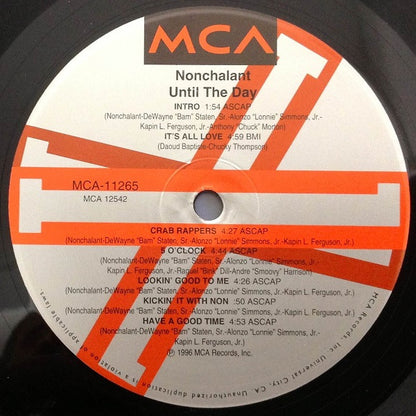 MCA
Nonchalant
Until The Day
INTRO 1:54 ASCAP
(Nonchalant-DeWayne "Bam" Staten, Sr.-Alonzo "Lonnie" Simmons, Jr.-
Kapin L. Ferguson, Jr.-Anthony "Chuck" Morton)
IT'S ALL LOVE 4:59 BMI
(Daoud Baptiste-Chucky Thompson)
MCA-11265
MCA 12542
CRAB RAPPERS 4:27 ASCAP
(Nonchalant-DeWayne "Bam" Staten, Sr.-Alonzo "Lonnie" Simmons, Jr.-Kapin L. Ferguson, Jr.)
5 O'CLOCK 4:44 ASCAP
(Nonchalant-DeWayne "Bam" Staten, Sr.-Alonzo "Lonnie" Simmons, Jr.-
Kapin L. Ferguson, Jr.- Dill-Andre "Smoovy" Harrison)
LOOKIN' GOOD TO ME 4:26 ASCAP
(Nonchalant-DeWayne "Bam" Staten, Sr.-Alonzo "Lonnie" Simmons, Jr.-Kapin L. Ferguson, Jr.)
KICKIN' IT WITH NON :50 ASCAP
(Nonchalant-DeWayne "Bam" Staten, Sr.-Alonzo "Lonnie" Simmons, Jr.-Kapin L. Ferguson, Jr.)
HAVE A GOOD TIME 4:53 ASCAP
(Nonchalant-DeWayne "Bam" Staten, Sr.-Alonzo "Lonnie" Simmons, Jr.-
Kapin L. Ferguson, Jr.)
℗ 1996 MCA Records, Inc.
MCA Records, Inc. Universal City, CA. Unauthorized duplication is a violation of applicable laws.